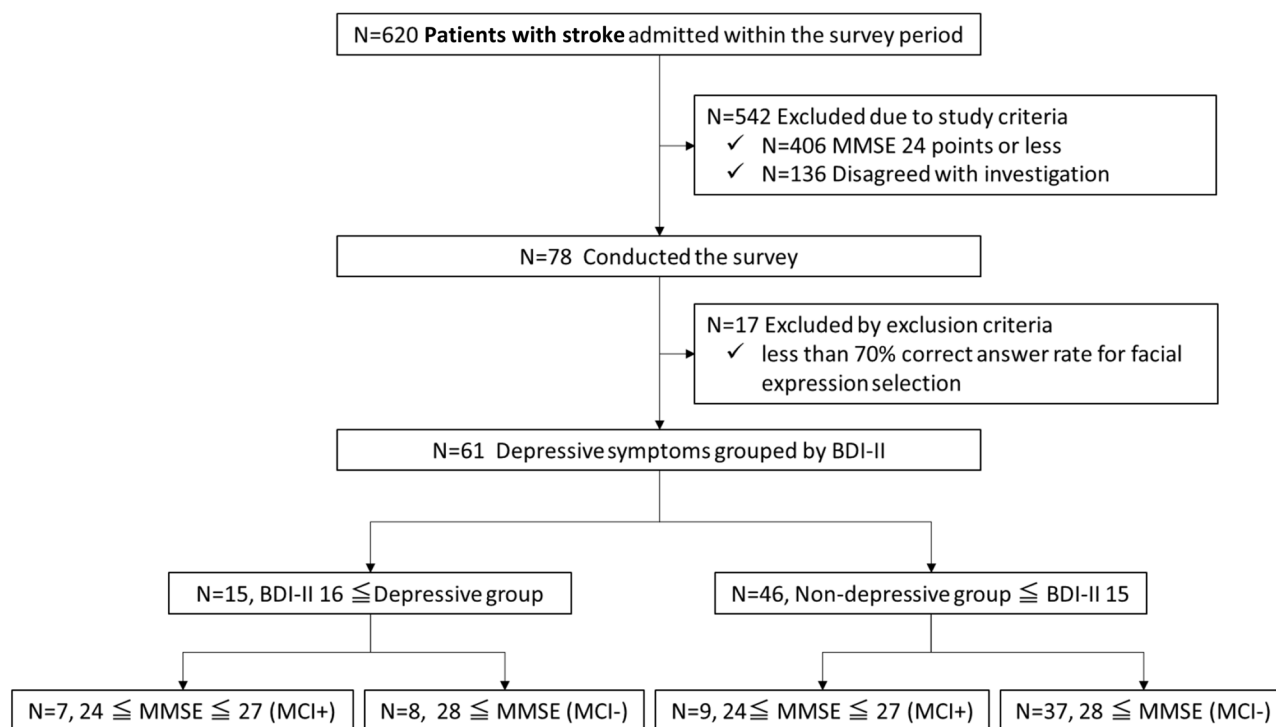 N=620 Patients with stroke admitted within the survey period
N=542 Excluded due to study criteria
✓ N=406 MMSE 24 points or less
✓ N=136 Disagreed with investigation
N=78 Conducted the survey
N=17 Excluded by exclusion criteria
✓ less than 70% correct answer rate for facial
expression selection
N=61 Depressive symptoms grouped by BDI-II
N=15, BDI-II 16 ≦Depressive group
N=46, Non-depressive group ≦ BDI-II 15
N=7, 24 ≦ MMSE ≦ 27 (MCI+)
N=8, 28 ≦ MMSE (MCI-)
N=9, 24≦ MMSE ≦ 27 (MCI+)
N=37, 28 ≦ MMSE (MCI-)